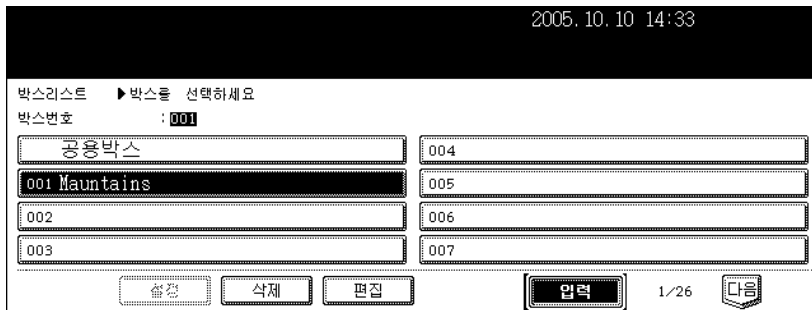 2005.10.10 14:33
박스리스트 ▶박스를 선택하세요
박스번호 :001
공용박스
004
001 Mauntains
005
002
006
003
007
설정 삭제 편집 입력 1/26 다음